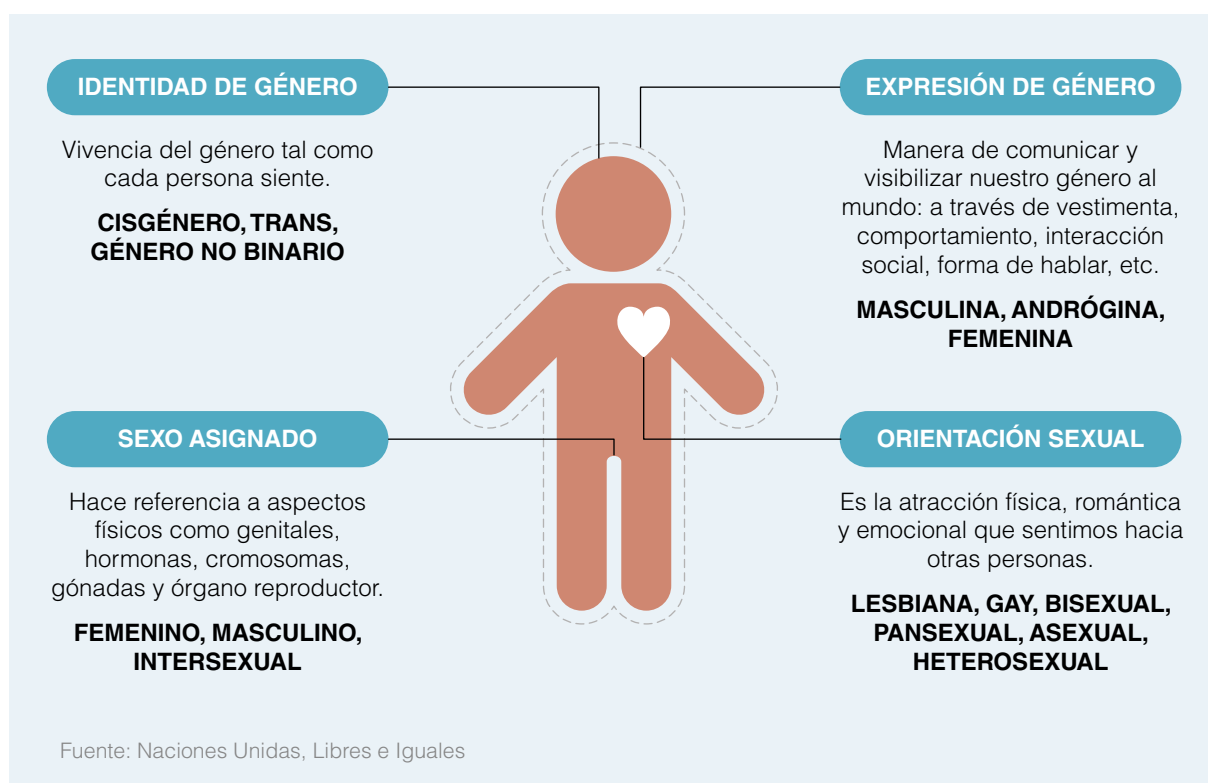 IDENTIDAD DE GÉNERO
Vivencia del género tal como
cada persona siente.
CISGÉNERO, TRANS,
GÉNERO NO BINARIO
EXPRESIÓN DE GÉNERO
Manera de comunicar y
visibilizar nuestro género al
mundo: a través de vestimenta,
comportamiento, interacción
social, forma de hablar, etc.
MASCULINA, ANDRÓGINA,
FEMENINA
SEXO ASIGNADO
Hace referencia a aspectos
físicos como genitales,
hormonas, cromosomas,
gónadas y órgano reproductor.
FEMENINO, MASCULINO,
INTERSEXUAL
ORIENTACIÓN SEXUAL
Es la atracción física, romántica
y emocional que sentimos hacia
otras personas.
LESBIANA, GAY, BISEXUAL,
PANSEXUAL, ASEXUAL,
HETEROSEXUAL
Fuente: Naciones Unidas, Libres e Iguales